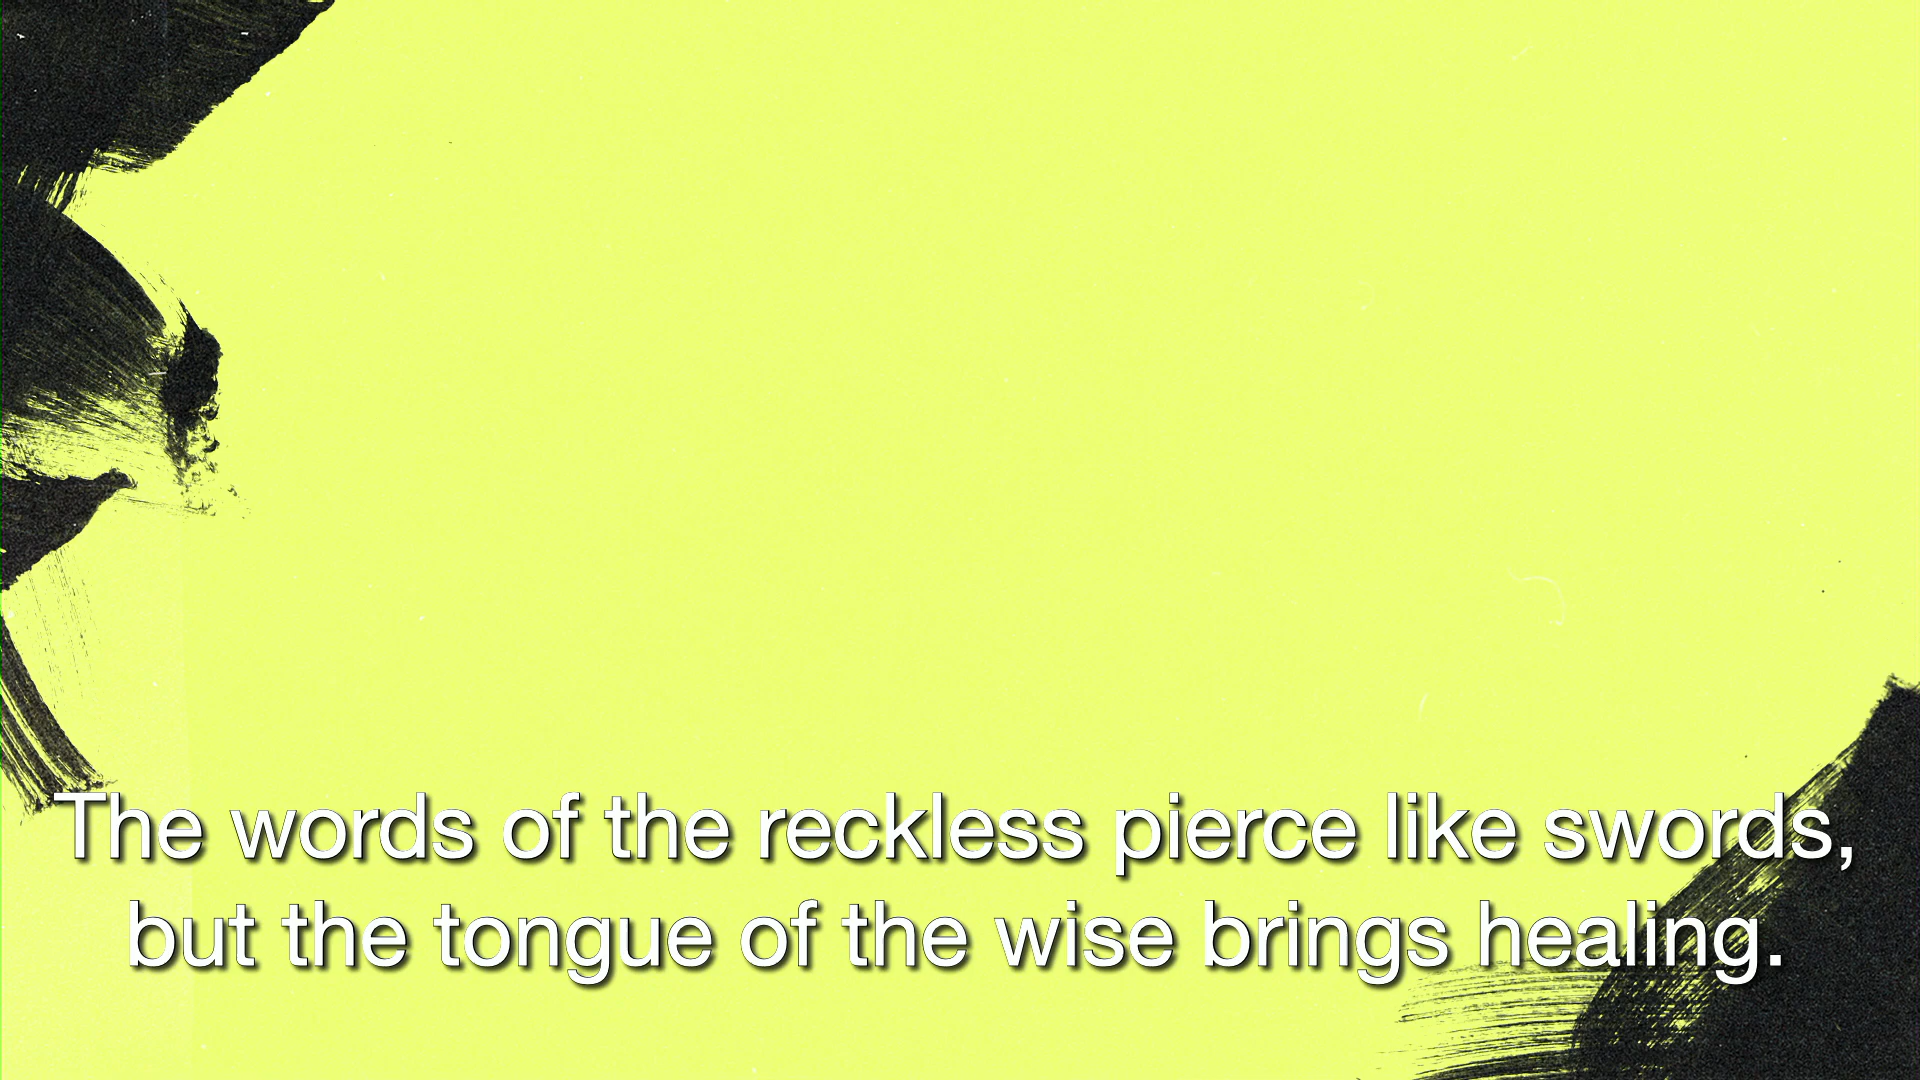 The words of the reckless pierce like swords,
but the tongue of the wise brings healing.